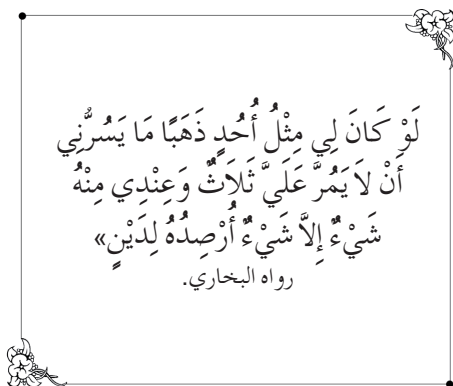 لَوْ كَانَ لِي مِثْلُ أُحُدٍ ذَهَبًا مَا يَسُرُّنِي
أَنْ لاَ يَمُرَّ عَلَيَّ ثَلاَثٌ وَعِنْدِي مِنْهُ
شَيْءٌ إِلاَّ شَيْءٌ أُرْصِدُهُ لِدَيْنٍ»
رواه البخاري.